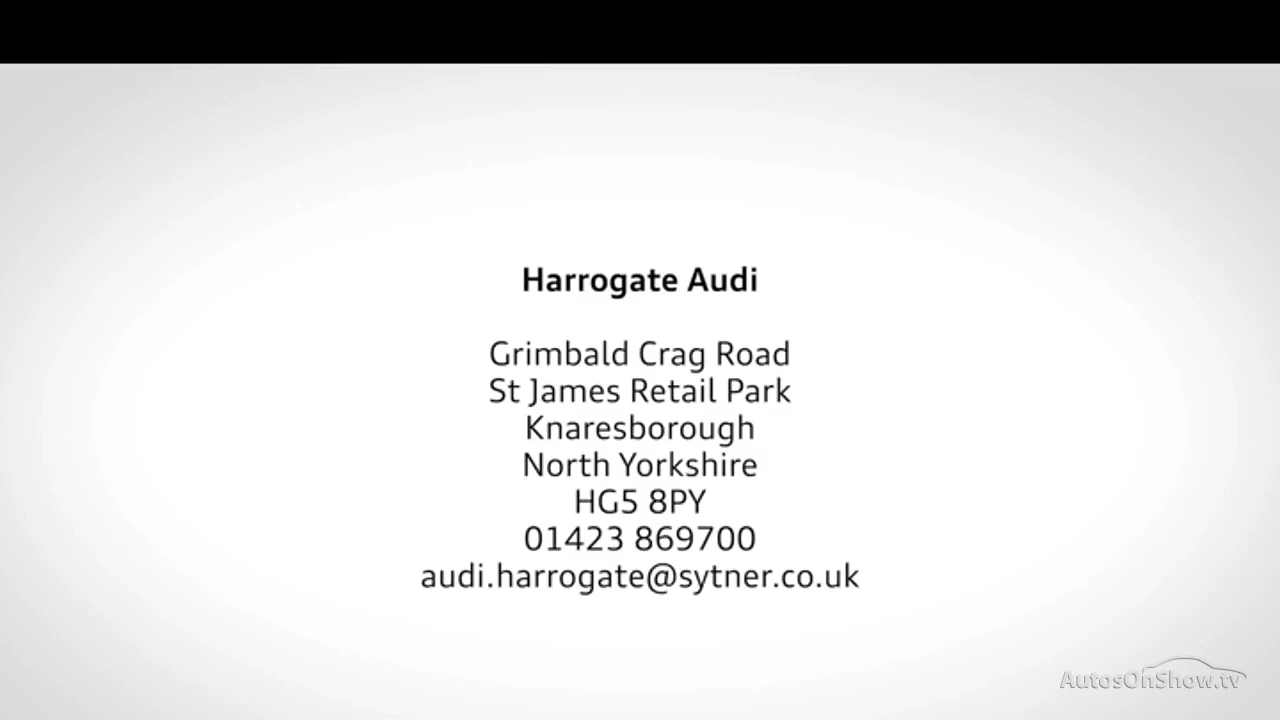 Harrogate Audi
Grimbald Crag Road
St James Retail Park
Knaresborough
North Yorkshire
HG5 8PY
01423 869700
audi.harrogate@sytner.co.uk
AutosOnShow.tv